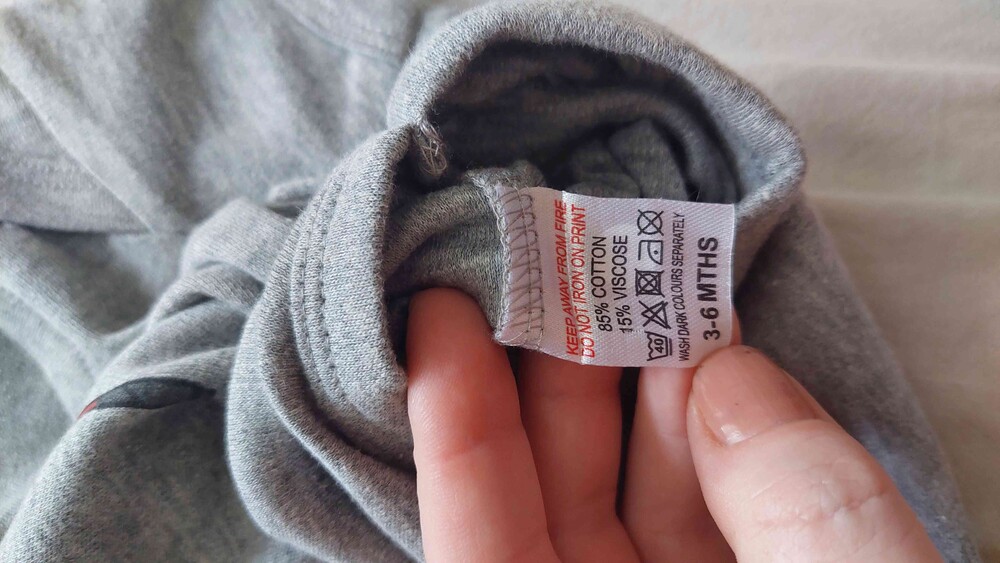 KEEP AWAY FROM FIRE
DO NOT IRON ON PRINT
85% COTTON
15% VISCOSE
40
WASH DARK COLOURS SEPARATELY
3-6 MTHS